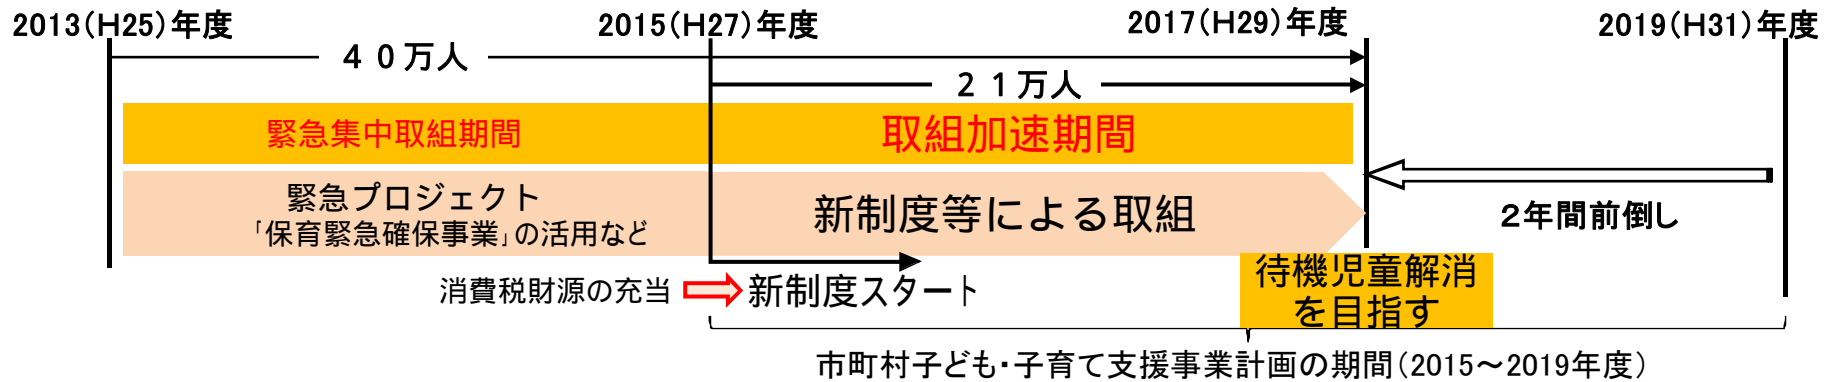 2013(H25)年度
2015(H27)年度
2017(H29)年度
2019(H31)年度
４０万人
２１万人
緊急集中取組期間
取組加速期間
緊急プロジェクト
「保育緊急確保事業」の活用など
新制度等による取組
２年間前倒し
消費税財源の充当
新制度スタート
待機児童解消
を目指す
市町村子ども・子育て支援事業計画の期間(2015～2019年度)